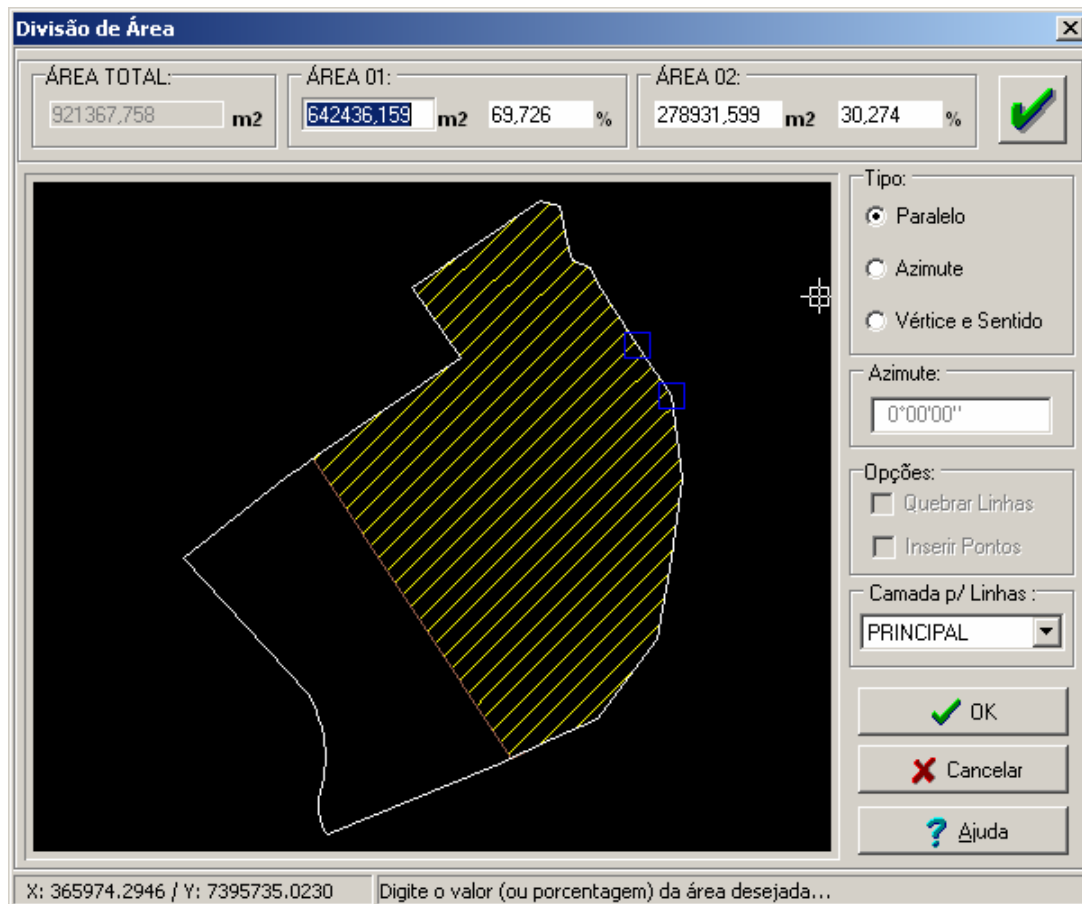 Divisão de Área
ÁREA TOTAL:
921367,758 m2
ÁREA 01:
642436,159 m2 69,726 %
ÁREA 02:
278931,599 m2 30,274 %
Tipo:
Paralelo
Azimute
Vértice e Sentido
Azimute:
0°00'00"
Opções:
Quebrar Linhas
Inserir Pontos
Camada p/ Linhas :
PRINCIPAL
OK
Cancelar
Ajuda
X: 365974.2946 / Y: 7395735.0230
Digite o valor (ou porcentagem) da área desejada...